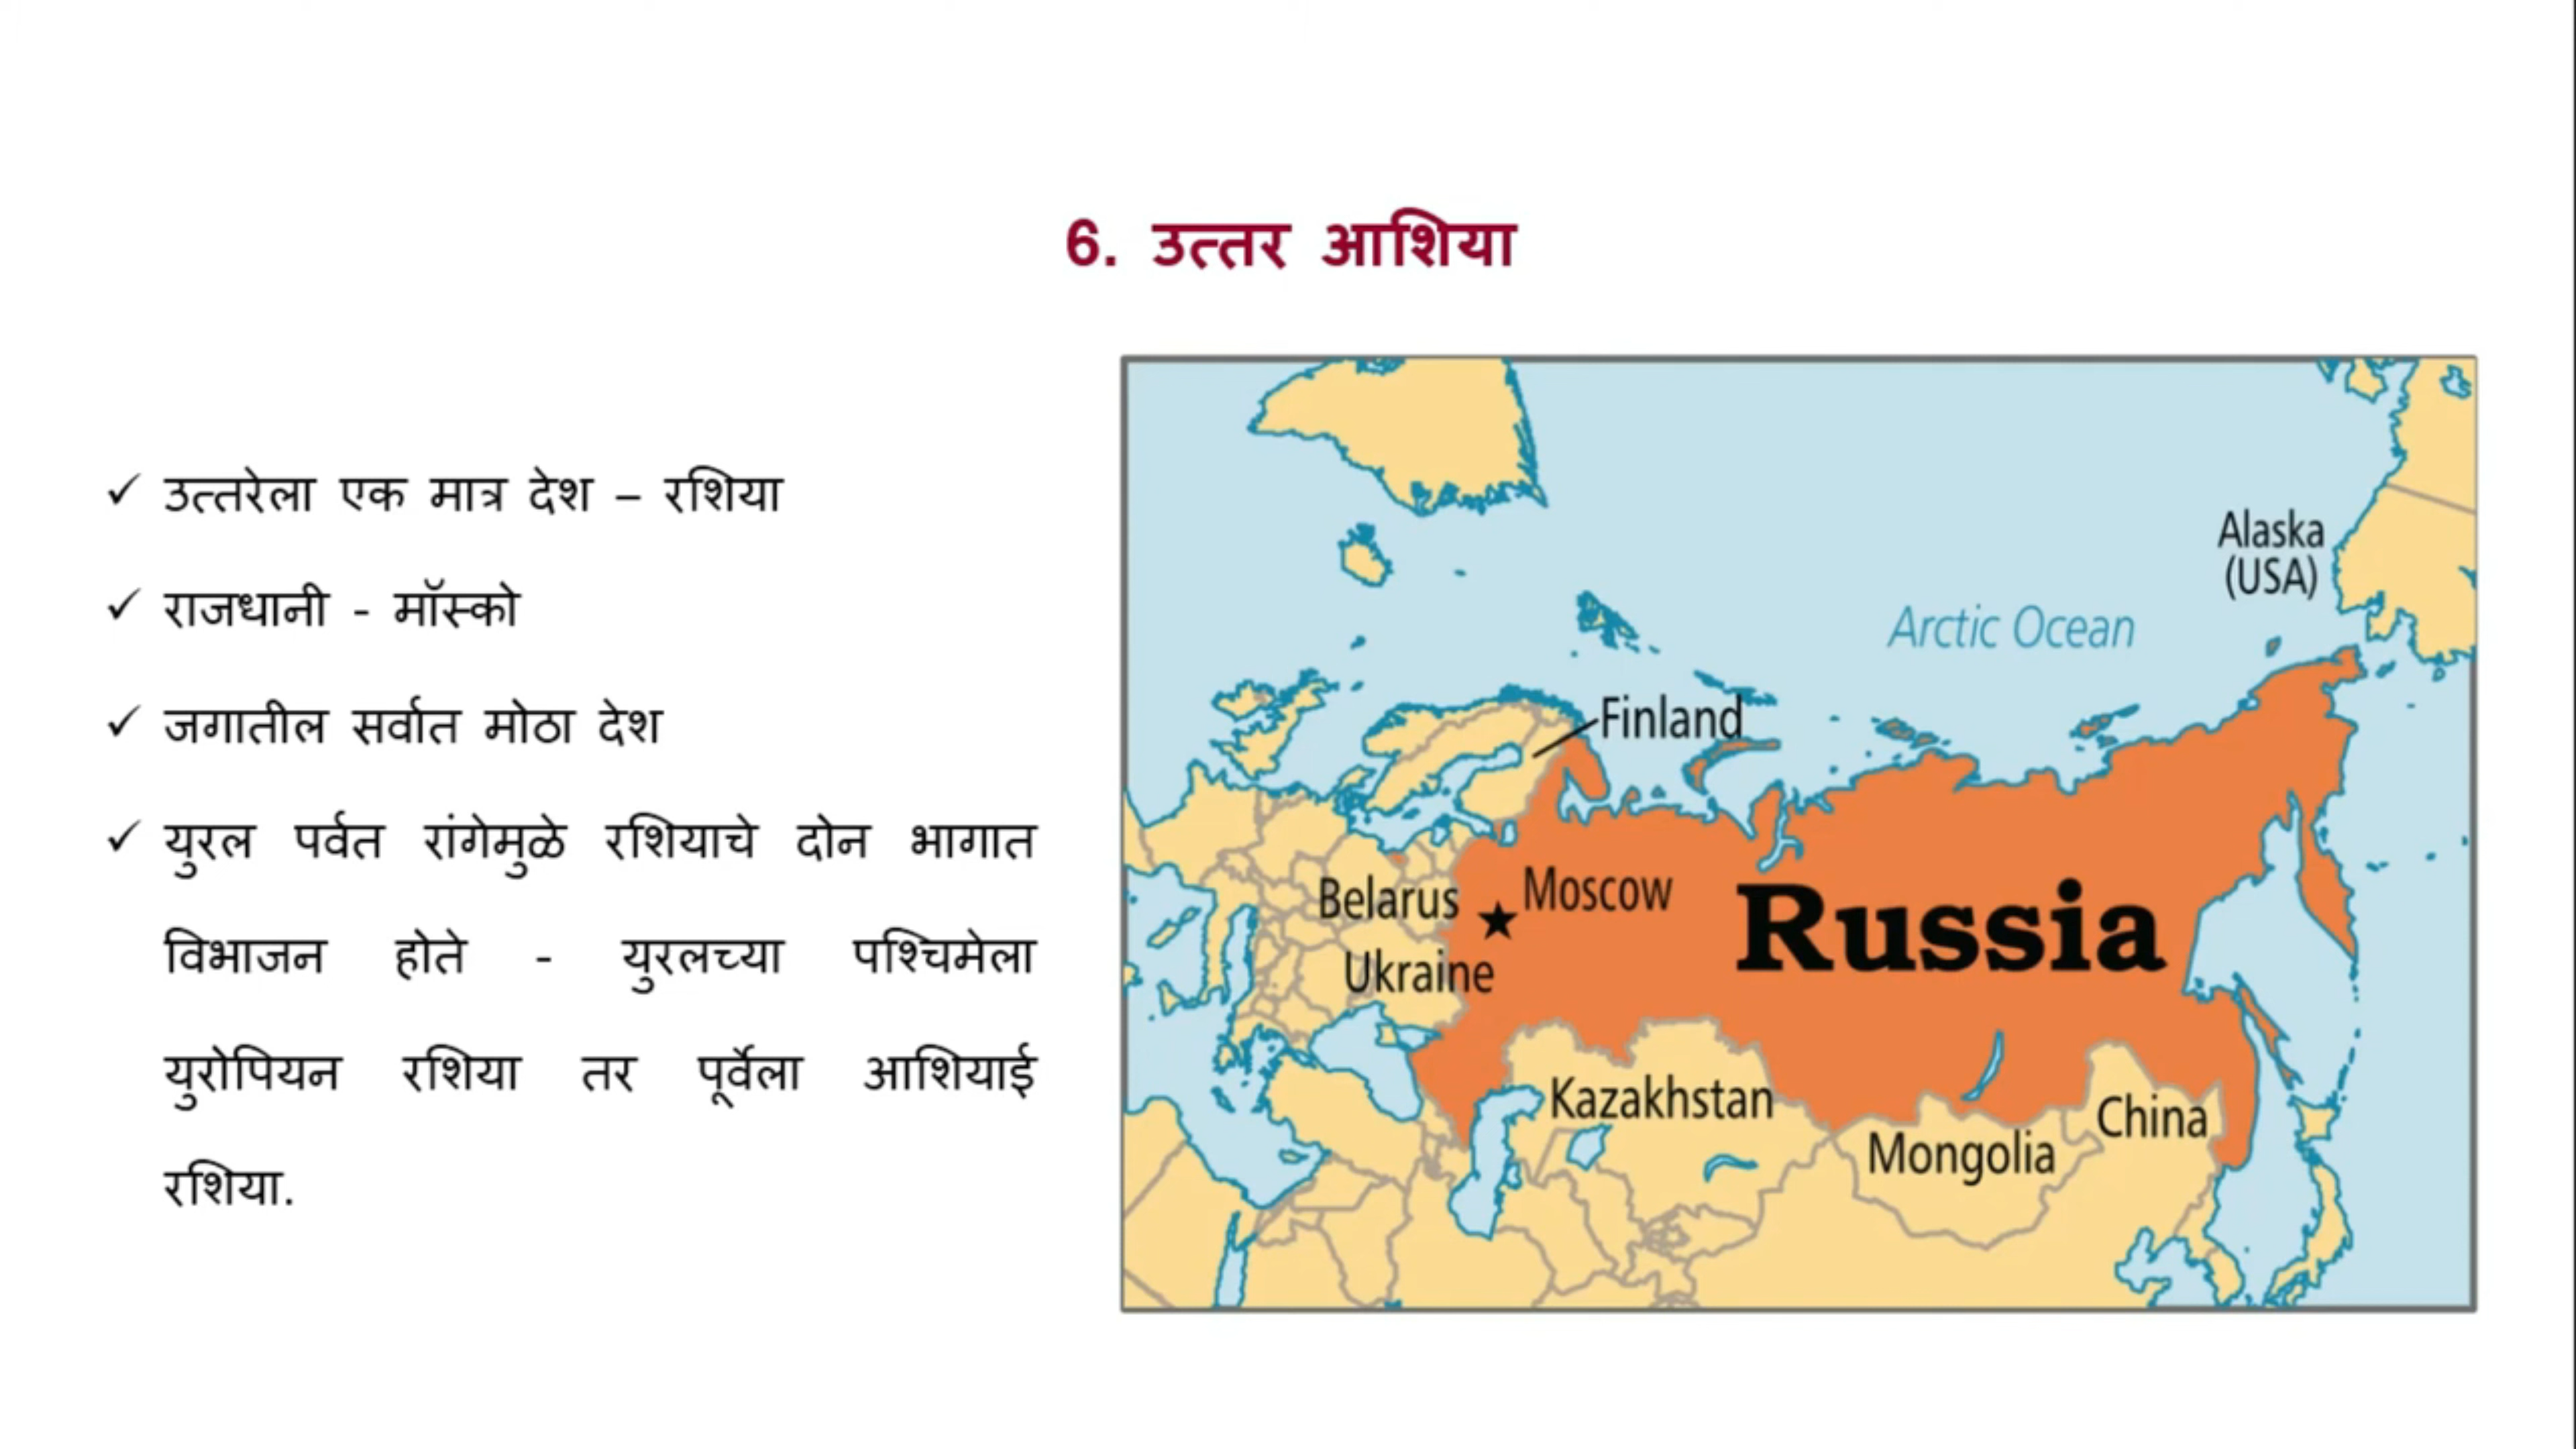 6. उत्तर आशिया
✓ उत्तरेला एक मात्र देश – रशिया
✓ राजधानी - मॉस्को
✓ जगातील सर्वात मोठा देश
✓ युरल पर्वत रांगेमुळे रशियाचे दोन भागात
विभाजन होते - युरलच्या पश्चिमेला
युरोपियन रशिया तर पूर्वेला आशियाई
रशिया.
Alaska
(USA)
Arctic Ocean
Finland
Moscow
Belarus
Russia
Ukraine
Kazakhstan
China
Mongolia